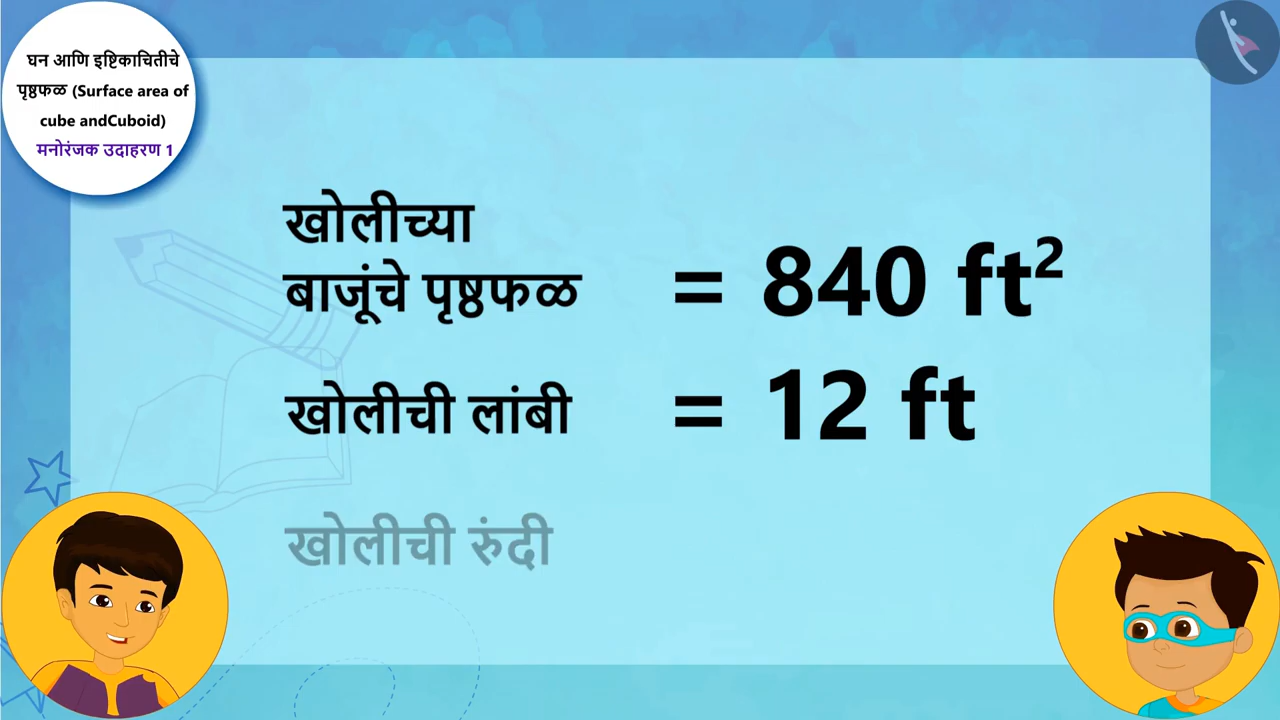 घन आणि इष्टिकाचितीचे
पृष्ठफळ (Surface area of
cube andCuboid)
मनोरंजक उदाहरण 1
खोलीच्या
बाजूंचे पृष्ठफळ = 840 ft²
खोलीची लांबी = 12 ft
खोलीची रुंदी